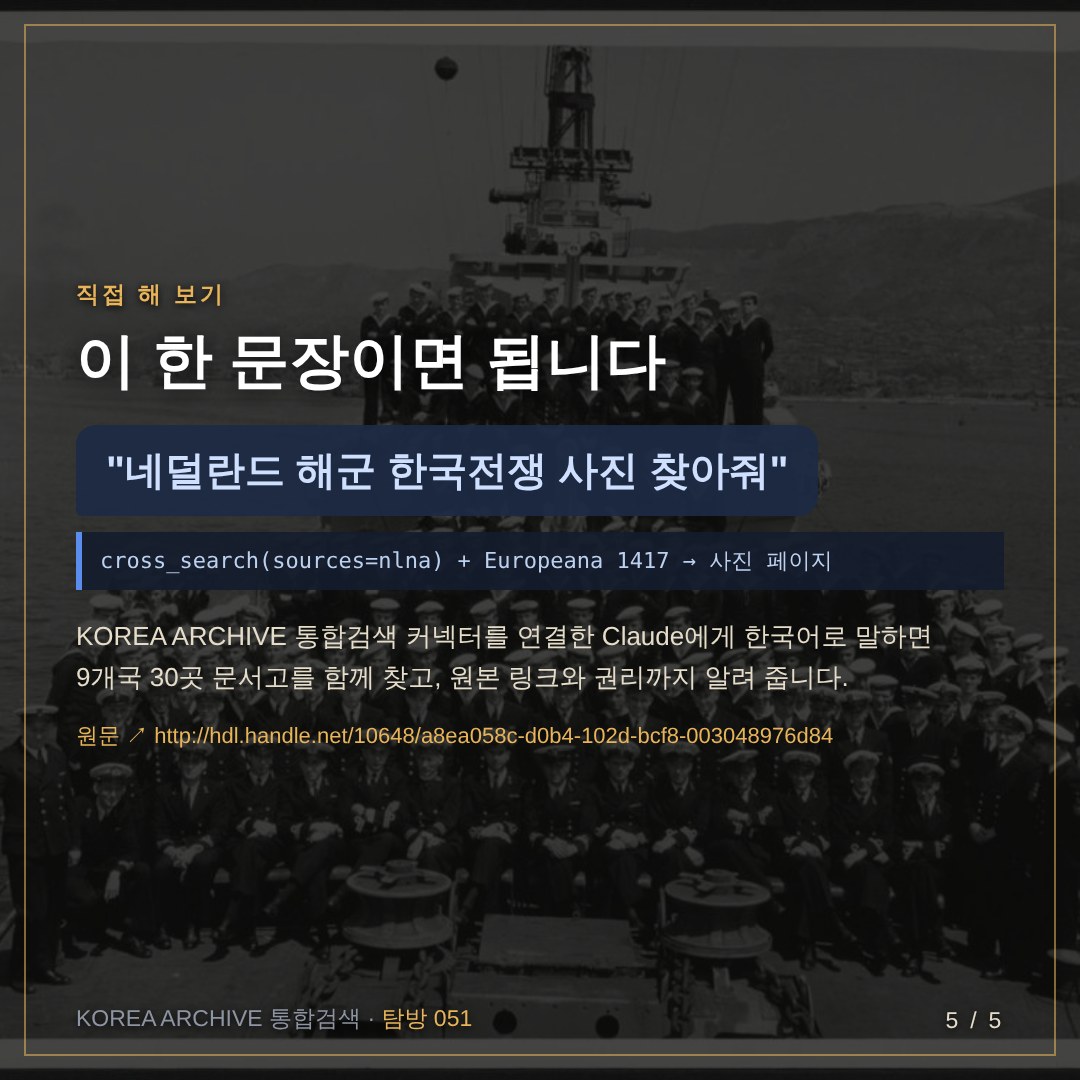 직접 해 보기
이 한 문장이면 됩니다
"네덜란드 해군 한국전쟁 사진 찾아줘"
cross_search(sources=nlna) + Europeana 1417 → 사진 페이지
KOREA ARCHIVE 통합검색 커넥터를 연결한 Claude에게 한국어로 말하면
9개국 30곳 문서고를 함께 찾고, 원본 링크와 권리까지 알려 줍니다.
원문 ↗ http://hdl.handle.net/10648/a8ea058c-d0b4-102d-bcf8-003048976d84
KOREA ARCHIVE 통합검색 · 탐방 051
5 / 5